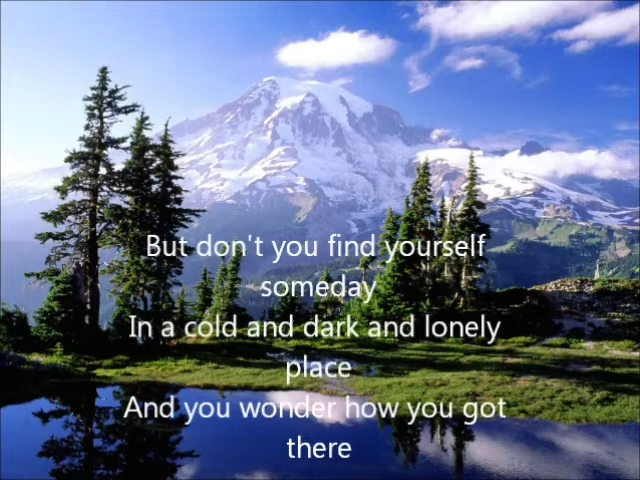 But don't you find yourself
someday
In a cold and dark and lonely
place
And you wonder how you got
there